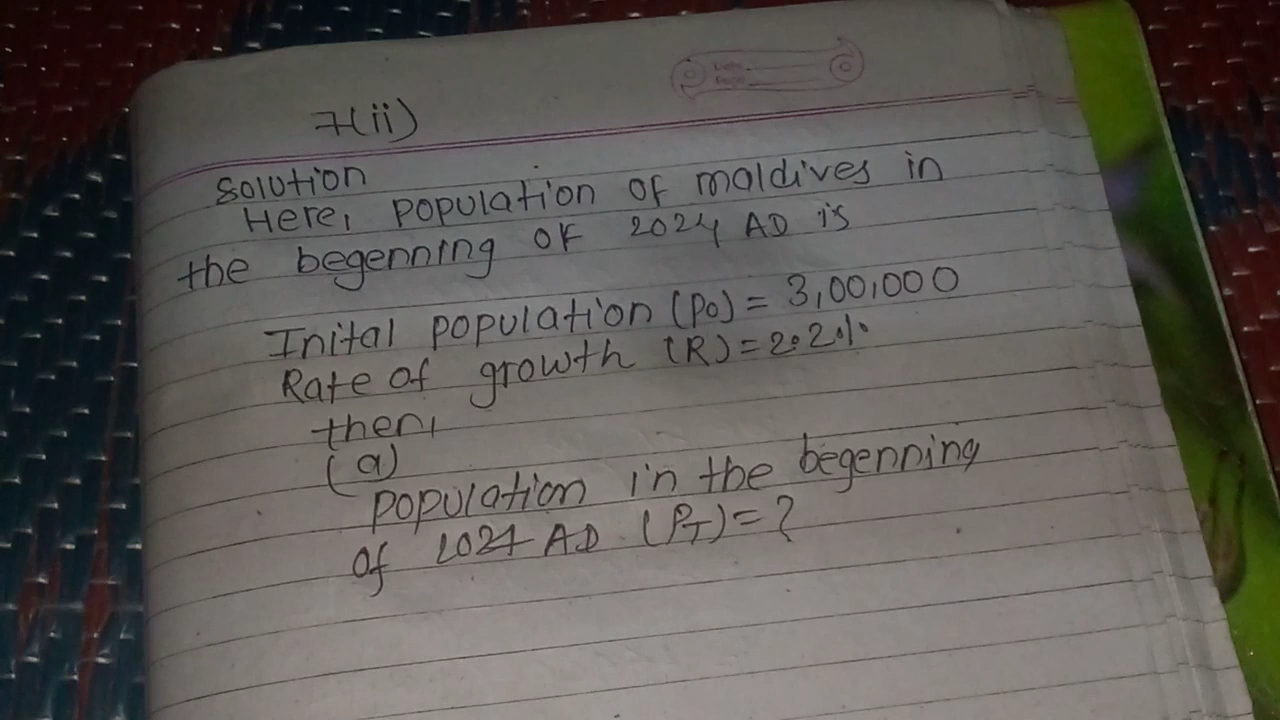 7(ii)
Solution
Here, population of maldives in
the begenning of 2024 AD is
Inital population (P0) = 3,00,000
Rate of growth (R) = 2.2%
then,
(a)
population in the begenning
of 2027 AD (PT) = ?